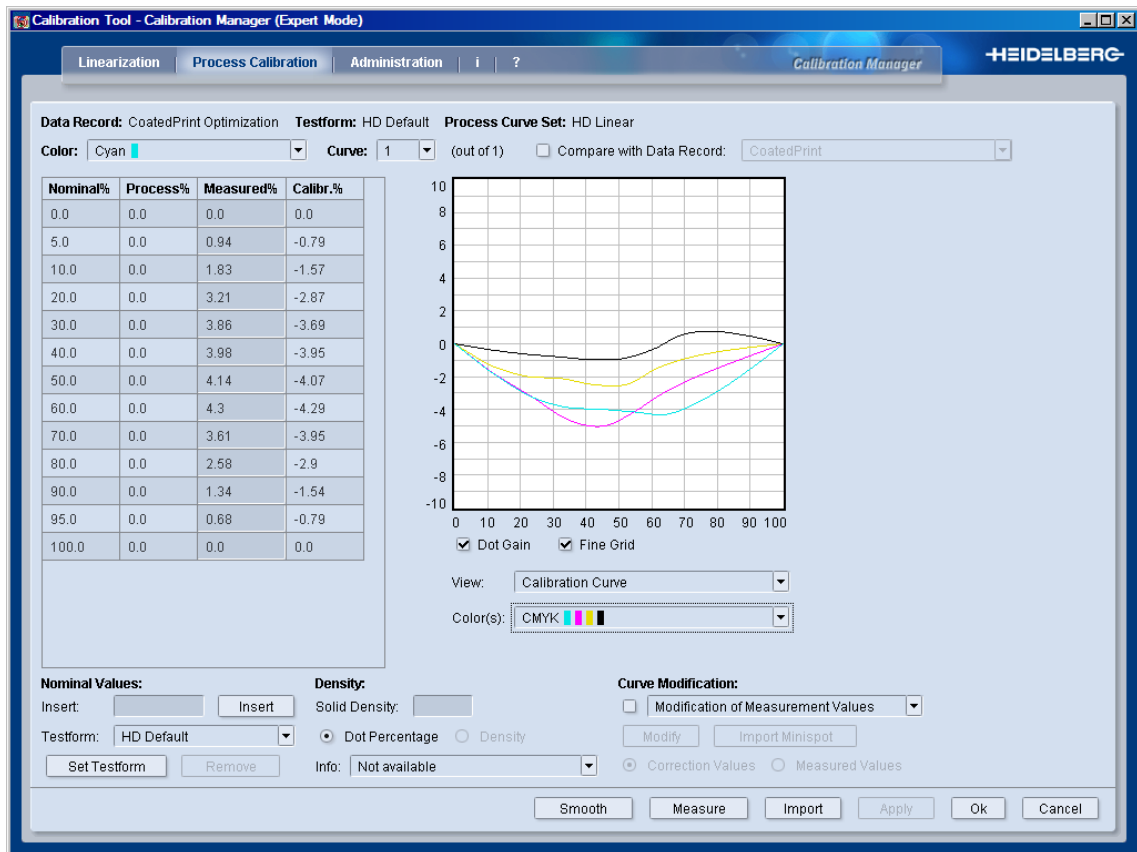 Calibration Tool - Calibration Manager (Expert Mode)
Linearization Process Calibration Administration i ? Calibration Manager HEIDELBERG
Data Record: CoatedPrint Optimization Testform: HD Default Process Curve Set: HD Linear
Color: Cyan Curve: 1 (out of 1) Compare with Data Record: CoatedPrint
Nominal% Process% Measured% Calibr.%
0.0 0.0 0.0 0.0
5.0 0.0 0.94 -0.79
10.0 0.0 1.83 -1.57
20.0 0.0 3.21 -2.87
30.0 0.0 3.86 -3.69
40.0 0.0 3.98 -3.95
50.0 0.0 4.14 -4.07
60.0 0.0 4.3 -4.29
70.0 0.0 3.61 -3.95
80.0 0.0 2.58 -2.9
90.0 0.0 1.34 -1.54
95.0 0.0 0.68 -0.79
100.0 0.0 0.0 0.0
10
8
6
4
2
0
-2
-4
-6
-8
-10
0 10 20 30 40 50 60 70 80 90 100
Dot Gain Fine Grid
View: Calibration Curve
Color(s): CMYK
Nominal Values:
Insert: Insert
Testform: HD Default
Set Testform Remove
Density:
Solid Density:
Dot Percentage Density
Info: Not available
Curve Modification:
Modification of Measurement Values
Modify Import Minispot
Correction Values Measured Values
Smooth Measure Import Apply Ok Cancel